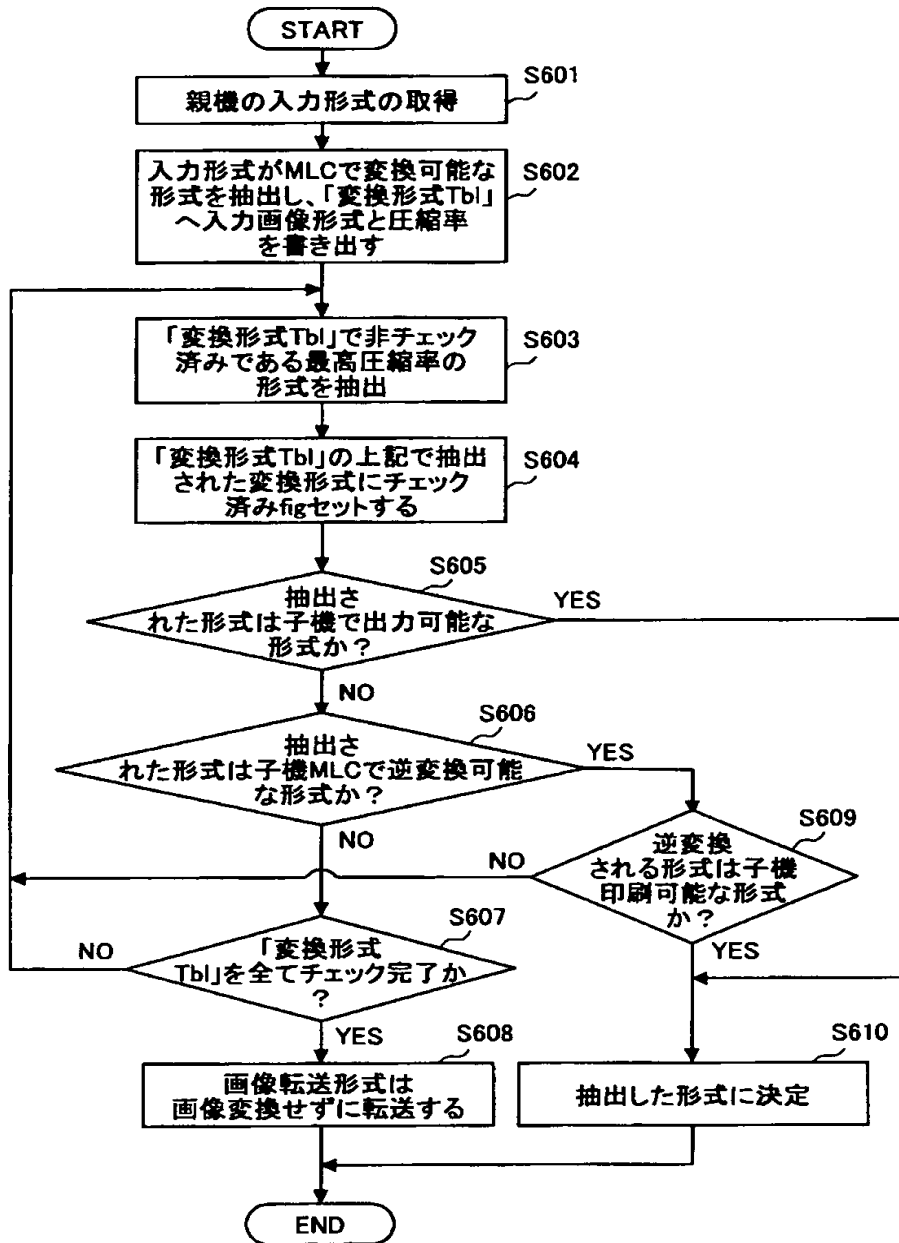 START
S601
親機の入力形式の取得
S602
入力形式がMLCで変換可能な
形式を抽出し、「変換形式Tbl」
へ入力画像形式と圧縮率
を書き出す
S603
「変換形式Tbl」で非チェック
済みである最高圧縮率の
形式を抽出
S604
「変換形式Tbl」の上記で抽出
された変換形式にチェック
済みfigセットする
S605
抽出さ
れた形式は子機で出力可能な
形式か？
YES
NO
S606
抽出さ
れた形式は子機MLCで逆変換可能
な形式か？
YES
NO
S609
逆変換
される形式は子機
印刷可能な形式
か？
NO
YES
S607
「変換形式
Tbl」を全てチェック完了か
？
NO
YES
S608
画像転送形式は
画像変換せずに転送する
S610
抽出した形式に決定
END